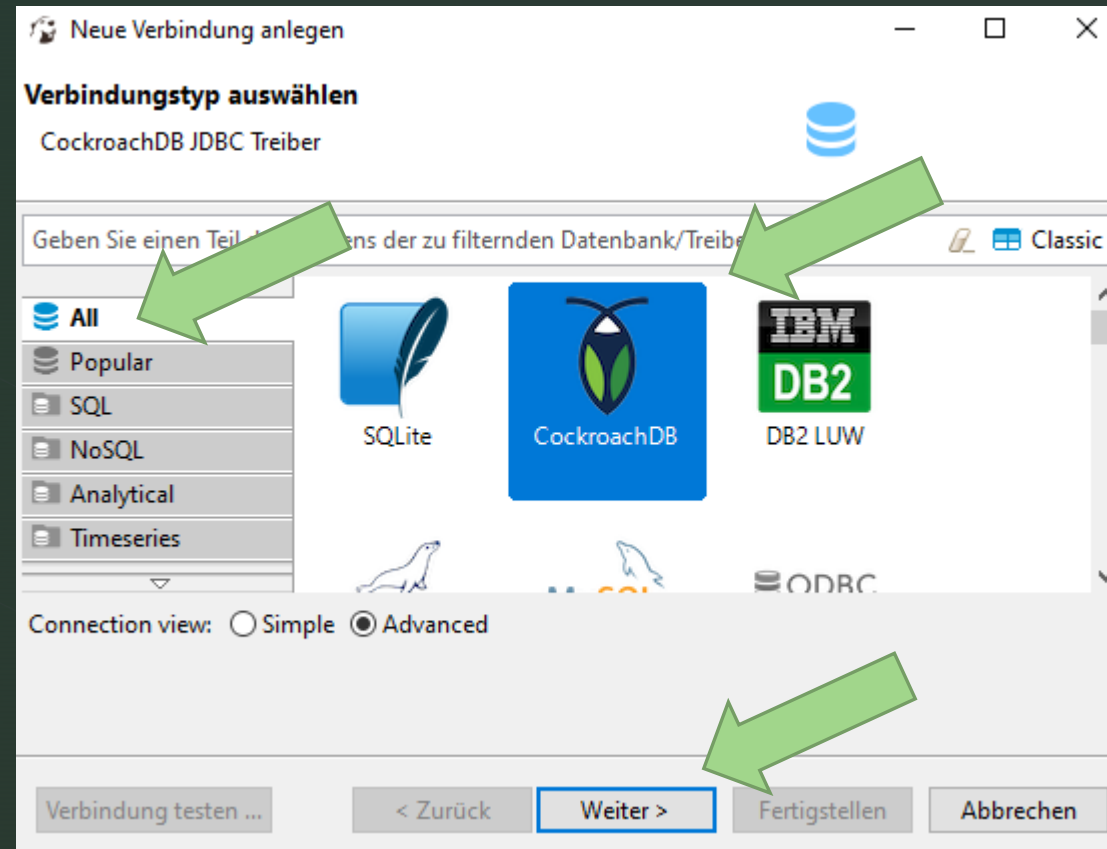 Neue Verbindung anlegen
Verbindungstyp auswählen
CockroachDB JDBC Treiber
Geben Sie einen Teil der zu filternden Datenbank/
Classic
All
Popular
SQL
NoSQL
Analytical
Timeseries
IBM
DB2
SQLite
CockroachDB
DB2 LUW
ODBC
Connection view: Simple Advanced
Verbindung testen ...
< Zurück
Weiter >
Fertigstellen
Abbrechen